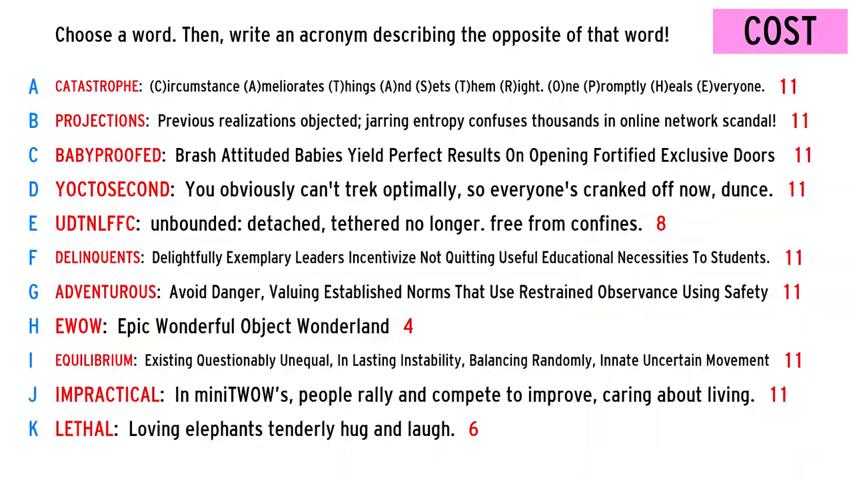 Choose a word. Then, write an acronym describing the opposite of that word!
COST
A CATASTROPHE: (C)ircumstance (A)meliorates (T)hings (A)nd (S)ets (T)hem (R)ight. (O)ne (P)romptly (H)eals (E)veryone. 11
B PROJECTIONS: Previous realizations objected; jarring entropy confuses thousands in online network scandal! 11
C BABYPROOFED: Brash Attituded Babies Yield Perfect Results On Opening Fortified Exclusive Doors 11
D YOCTOSECOND: You obviously can't trek optimally, so everyone's cranked off now, dunce. 11
E UDTNLFFC: unbounded: detached, tethered no longer. free from confines. 8
F DELINQUENTS: Delightfully Exemplary Leaders Incentivize Not Quitting Useful Educational Necessities To Students. 11
G ADVENTUROUS: Avoid Danger, Valuing Established Norms That Use Restrained Observance Using Safety 11
H EWOW: Epic Wonderful Object Wonderland 4
I EQUILIBRIUM: Existing Questionably Unequal, In Lasting Instability, Balancing Randomly, Innate Uncertain Movement 11
J IMPRACTICAL: In miniTWOW's, people rally and compete to improve, caring about living. 11
K LETHAL: Loving elephants tenderly hug and laugh. 6